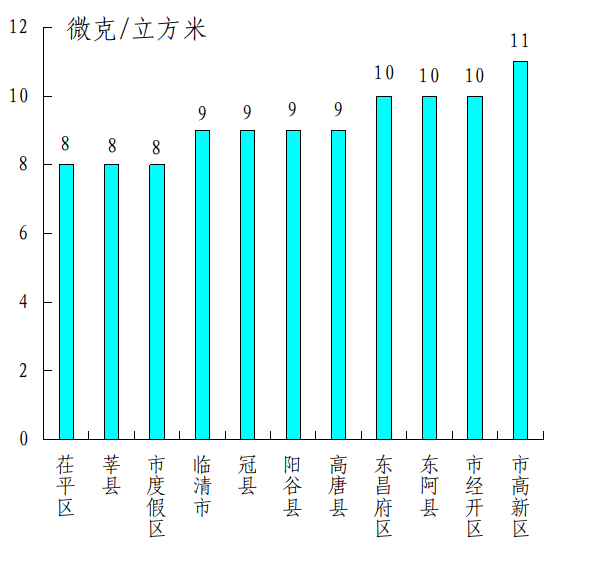 微克/立方米
12
10
8
6
4
2
0
8
8
8
9
9
9
9
10
10
10
11
茌平区
莘县
市度假区
临清市
冠县
阳谷县
高唐县
东昌府区
东阿县
市经开区
市高新区